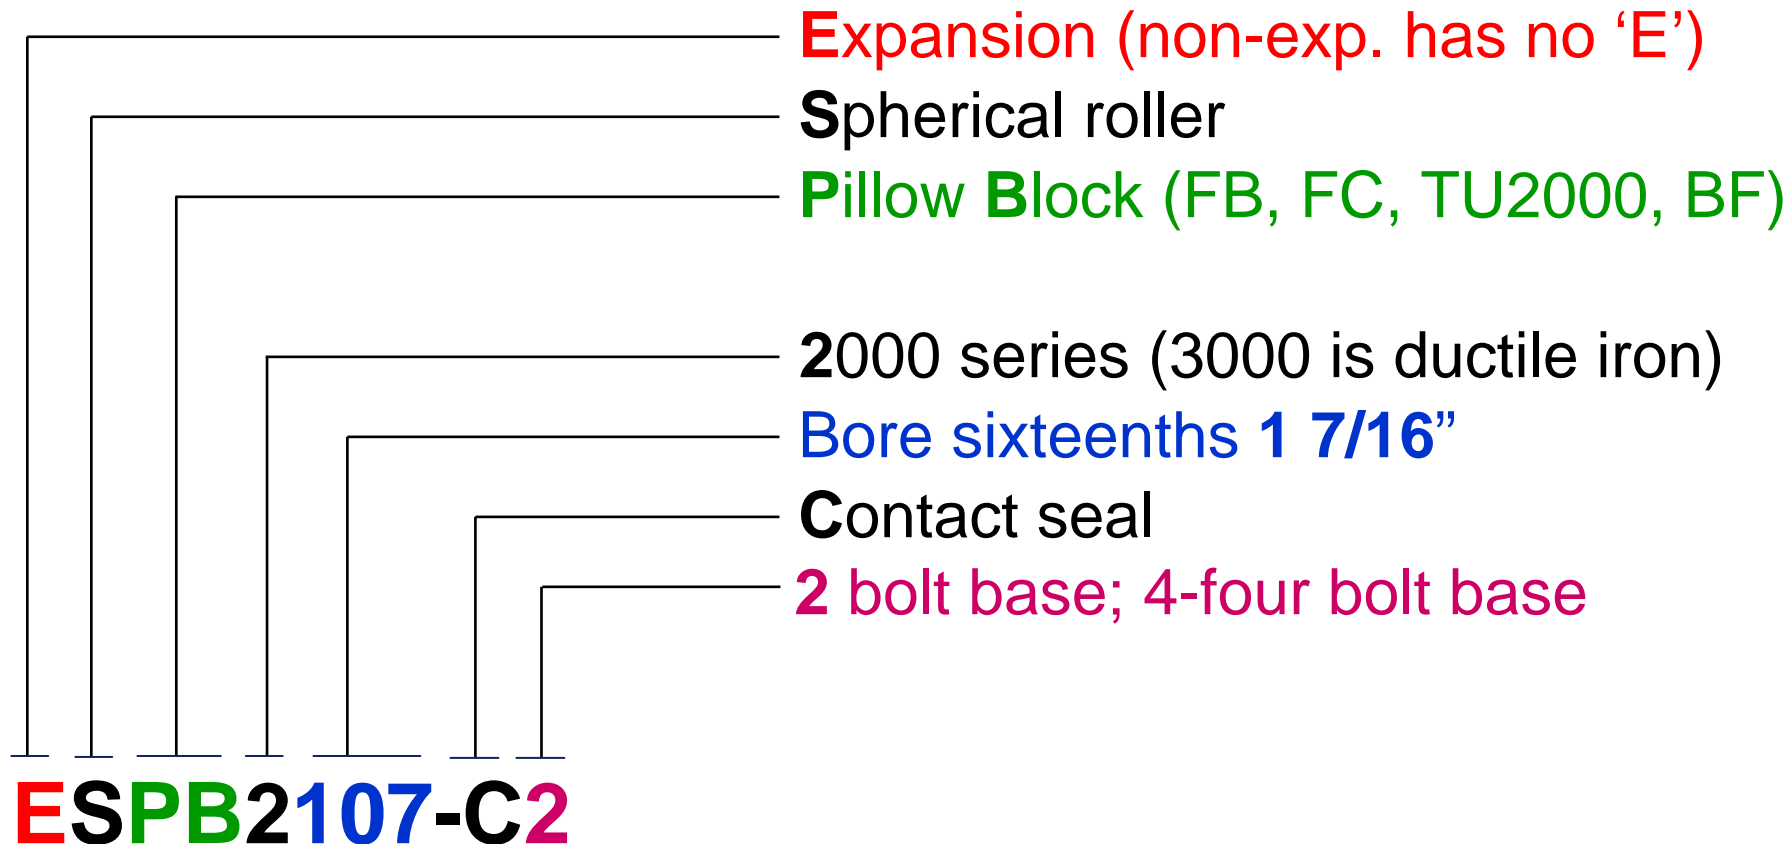 Expansion (non-exp. has no ‘E’)
Spherical roller
Pillow Block (FB, FC, TU2000, BF)
2000 series (3000 is ductile iron)
Bore sixteenths 1 7/16”
Contact seal
2 bolt base; 4-four bolt base
ESPB2107-C2